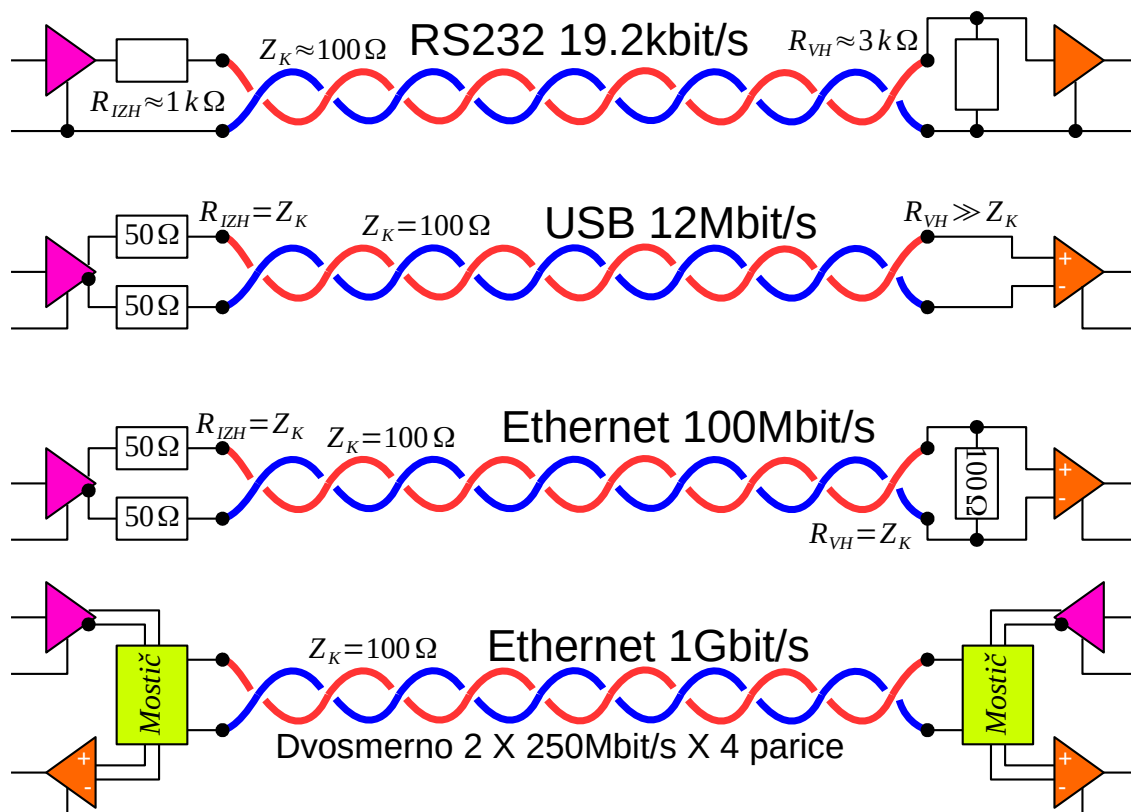 RS232 19.2kbit/s
Z_K≈100Ω
R_VH≈3kΩ
R_IZH≈1kΩ
USB 12Mbit/s
R_IZH=Z_K
Z_K=100Ω
R_VH≫Z_K
50Ω
50Ω
+
-
Ethernet 100Mbit/s
R_IZH=Z_K
Z_K=100Ω
50Ω
50Ω
100Ω
+
-
R_VH=Z_K
Ethernet 1Gbit/s
Z_K=100Ω
Mostič
Mostič
Dvosmerno 2 X 250Mbit/s X 4 parice
+
-
+
-